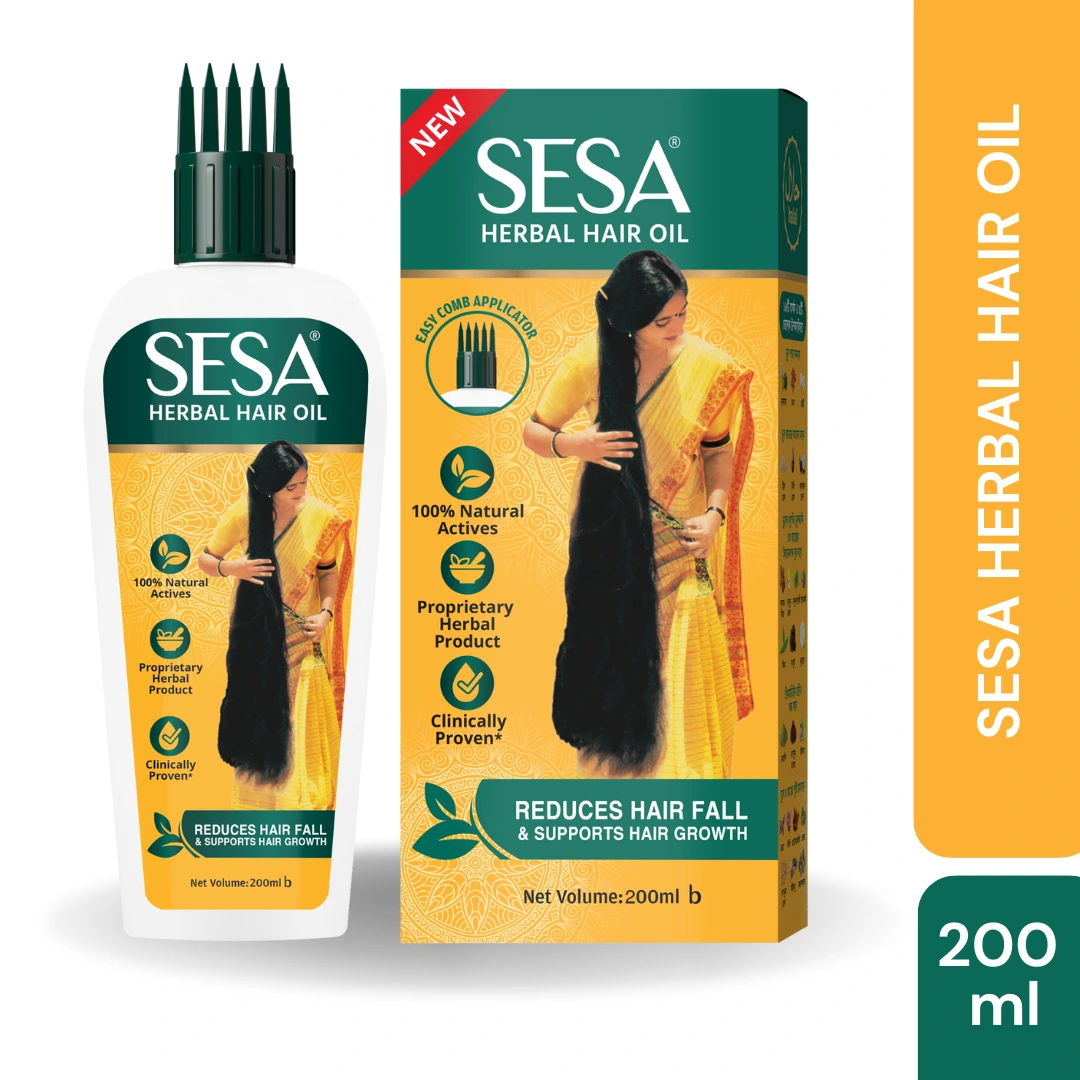 SESA®
HERBAL HAIR OIL
100% Natural
Actives
Proprietary
Herbal
Product
Clinically
Proven*
REDUCES HAIR FALL
& SUPPORTS HAIR GROWTH
Net Volume:200ml b
NEW
SESA®
HERBAL HAIR OIL
EASY COMB APPLICATOR
100% Natural
Actives
Proprietary
Herbal
Product
Clinically
Proven*
REDUCES HAIR FALL
& SUPPORTS HAIR GROWTH
Net Volume:200ml b
حلال
halal
SESA HERBAL HAIR OIL
200
ml